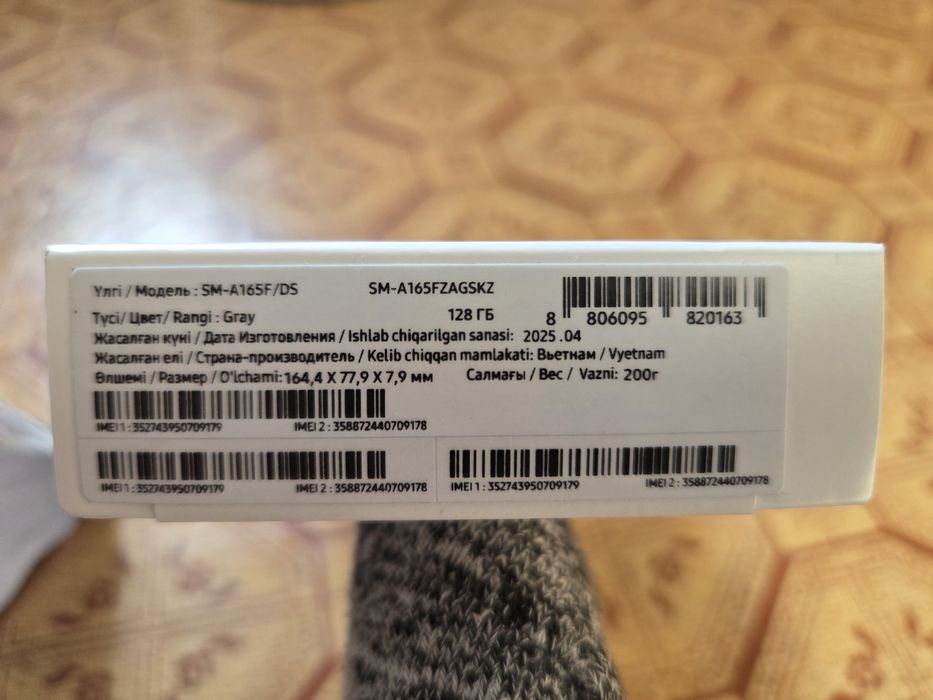 Үлгі / Модель : SM-A165F/DS SM-A165FZAGSKZ
Түсі/ Цвет/ Rangi : Gray 128 ГБ
8 806095 820163
Жасалған күні / Дата Изготовления / Ishlab chiqarilgan sanasi: 2025 .04
Жасалған елі / Страна-производитель / Kelib chiqqan mamlakati: Вьетнам / Vyetnam
Өлшемі / Размер / O'lchami: 164,4 X 77,9 X 7,9 мм Салмағы / Вес / Vazni: 200г
IMEI 1 : 352743950709179 IMEI 2 : 358872440709178
IMEI 1 : 352743950709179 IMEI 2 : 358872440709178
IMEI 1 : 352743950709179 IMEI 2 : 358872440709178